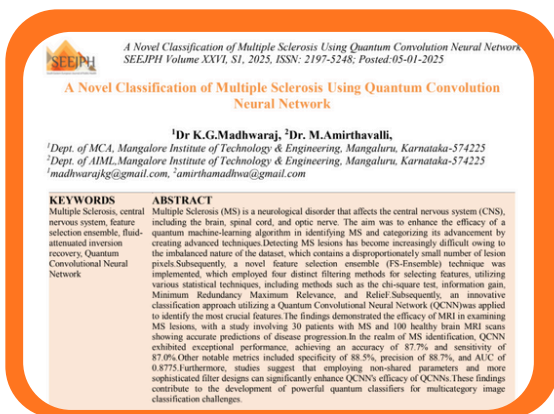 SEEJPH
A Novel Classification of Multiple Sclerosis Using Quantum Convolution Neural Network
SEEJPH Volume XXVI, S1, 2025, ISSN: 2197-5248; Posted:05-01-2025
A Novel Classification of Multiple Sclerosis Using Quantum Convolution
Neural Network
1Dr K.G.Madhwaraj, 2Dr. M.Amirthavalli,
1Dept. of MCA, Mangalore Institute of Technology & Engineering, Mangaluru, Karnataka-574225
2Dept. of AIML,Mangalore Institute of Technology & Engineering, Mangaluru, Karnataka-574225
1madhwarajkg@gmail.com, 2amirthamadhwa@gmail.com
KEYWORDS
Multiple Sclerosis, central
nervous system, feature
selection ensemble, fluid-
attenuated inversion
recovery, Quantum
Convolutional Neural
Network
ABSTRACT
Multiple Sclerosis (MS) is a neurological disorder that affects the central nervous system (CNS),
including the brain, spinal cord, and optic nerve. The aim was to enhance the efficacy of a
quantum machine-learning algorithm in identifying MS and categorizing its advancement by
creating advanced techniques.Detecting MS lesions has become increasingly difficult owing to
the imbalanced nature of the dataset, which contains a disproportionately small number of lesion
pixels.Subsequently, a novel feature selection ensemble (FS-Ensemble) technique was
implemented, which employed four distinct filtering methods for selecting features, utilizing
various statistical techniques, including methods such as the chi-square test, information gain,
Minimum Redundancy Maximum Relevance, and RelieF.Subsequently, an innovative
classification approach utilizing a Quantum Convolutional Neural Network (QCNN)was applied
to identify the most crucial features.The findings demonstrated the efficacy of MRI in examining
MS lesions, with a study involving 30 patients with MS and 100 healthy brain MRI scans
showing accurate predictions of disease progression.In the realm of MS identification, QCNN
exhibited exceptional performance, achieving an accuracy of 87.7% and sensitivity of
87.0%.Other notable metrics included specificity of 88.5%, precision of 88.7%, and AUC of
0.8775.Furthermore, studies suggest that employing non-shared parameters and more
sophisticated filter designs can significantly enhance QCNN's efficacy of QCNNs.These findings
contribute to the development of powerful quantum classifiers for multicategory image
classification challenges.